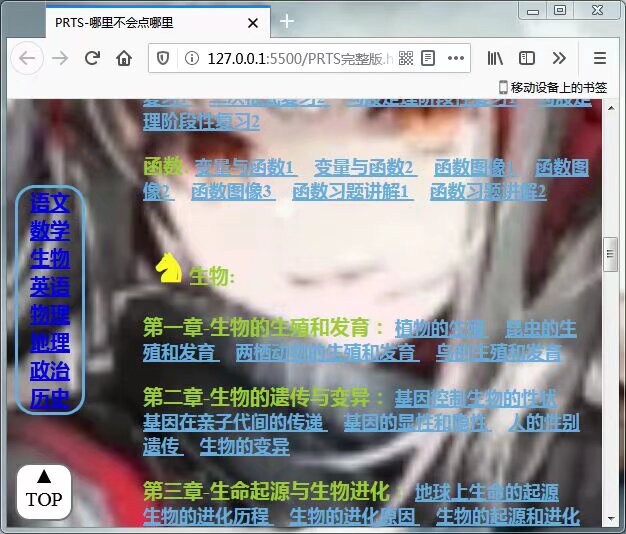 PRTS-哪里不会点哪里
127.0.0.1:5500/PRTS完整版.h
移动设备上的书签
理阶段性复习2
函数: 变量与函数1 变量与函数2 函数图像1 函数图
像2 函数图像3 函数习题讲解1 函数习题讲解2
生物:
第一章-生物的生殖和发育： 植物的生殖 昆虫的生
殖和发育 两栖动物的生殖和发育 鸟的生殖和发育
第二章-生物的遗传与变异： 基因控制生物的性状
基因在亲子代间的传递 基因的显性和隐性 人的性别
遗传 生物的变异
第三章-生命起源与生物进化： 地球上生命的起源
生物的进化历程 生物的进化原因 生物的起源和进化
语文
数学
生物
英语
物理
地理
政治
历史
▲
TOP